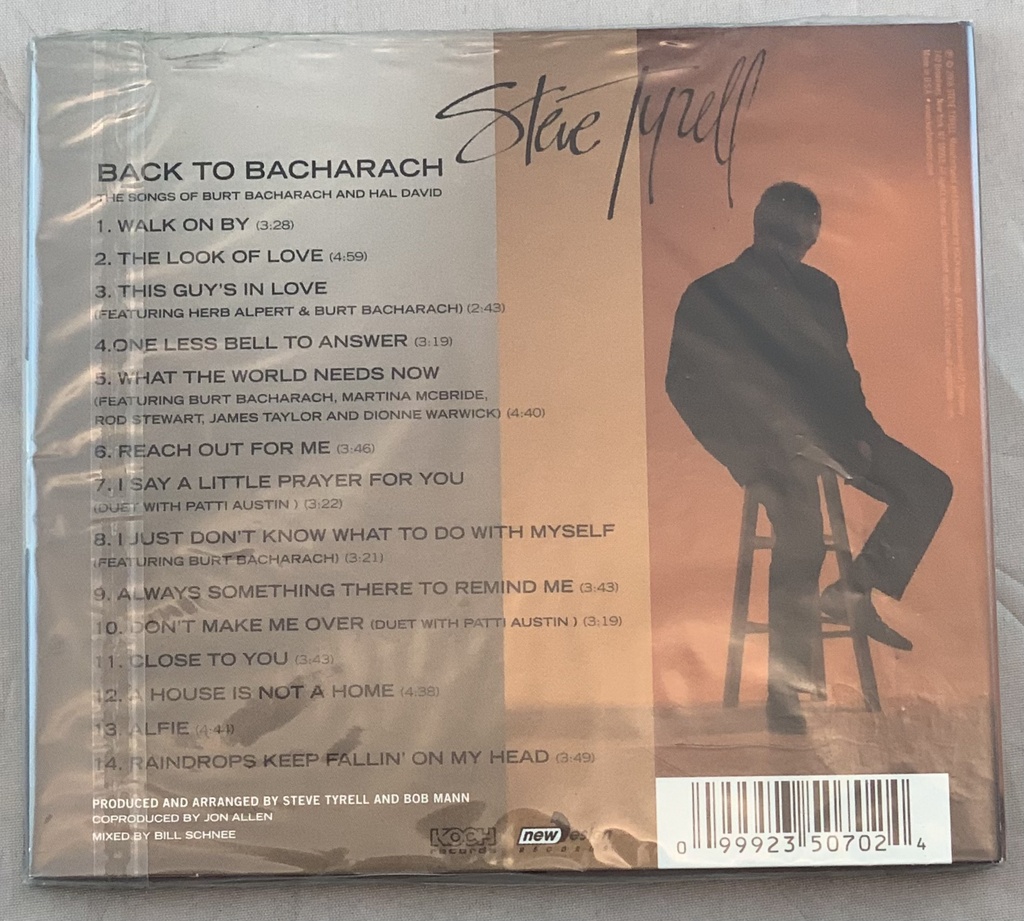 Steve Tyrell
BACK TO BACHARACH
THE SONGS OF BURT BACHARACH AND HAL DAVID
1. WALK ON BY (3:28)
2. THE LOOK OF LOVE (4:59)
3. THIS GUY'S IN LOVE
(FEATURING HERB ALPERT & BURT BACHARACH) (2:43)
4.ONE LESS BELL TO ANSWER (3:19)
5. WHAT THE WORLD NEEDS NOW
(FEATURING BURT BACHARACH, MARTINA MCBRIDE,
ROD STEWART, JAMES TAYLOR AND DIONNE WARWICK) (4:40)
6. REACH OUT FOR ME (3:46)
7. I SAY A LITTLE PRAYER FOR YOU
(DUET WITH PATTI AUSTIN ) (3:22)
8. I JUST DON'T KNOW WHAT TO DO WITH MYSELF
(FEATURING BURT BACHARACH) (3:21)
9. ALWAYS SOMETHING THERE TO REMIND ME (3:43)
10. DON'T MAKE ME OVER (DUET WITH PATTI AUSTIN ) (3:19)
11. CLOSE TO YOU (3:43)
12. A HOUSE IS NOT A HOME (4:38)
13. ALFIE (4:41)
14. RAINDROPS KEEP FALLIN' ON MY HEAD (3:49)
PRODUCED AND ARRANGED BY STEVE TYRELL AND BOB MANN
COPRODUCED BY JON ALLEN
MIXED BY BILL SCHNEE
KOCH
records
new Design
RECORDS
0 99923 50702 4
Made in U.S.A.